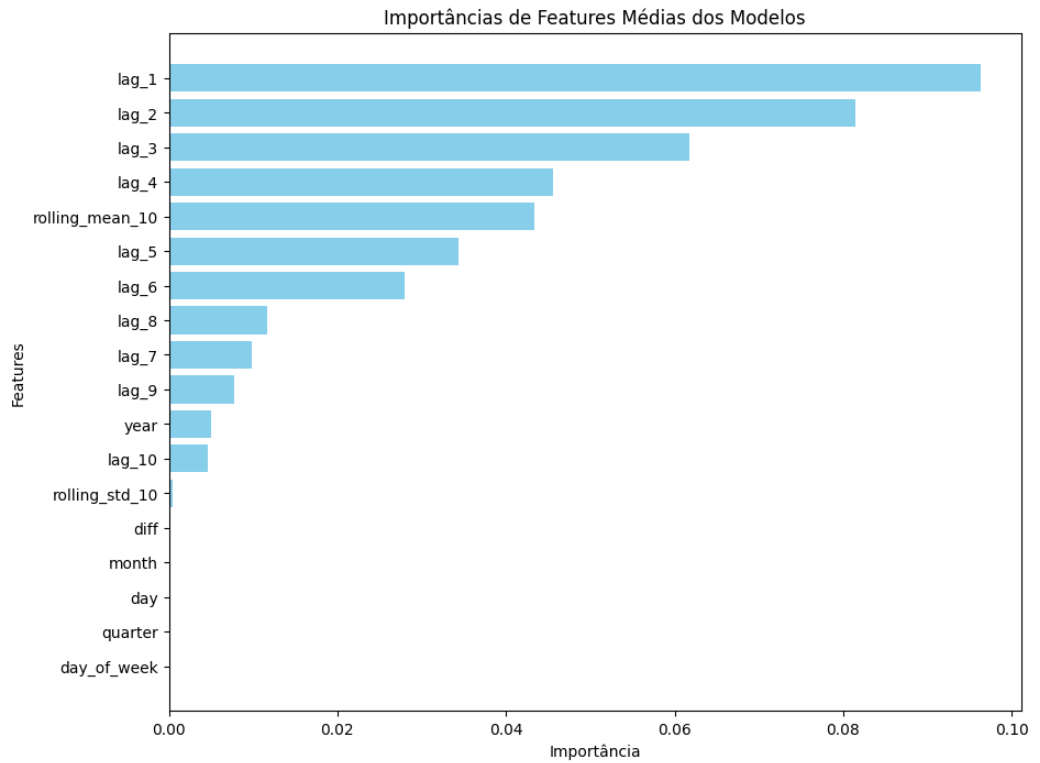 Importâncias de Features Médias dos Modelos
Features
lag_1
lag_2
lag_3
lag_4
rolling_mean_10
lag_5
lag_6
lag_8
lag_7
lag_9
year
lag_10
rolling_std_10
diff
month
day
quarter
day_of_week
0.00 0.02 0.04 0.06 0.08 0.10
Importância